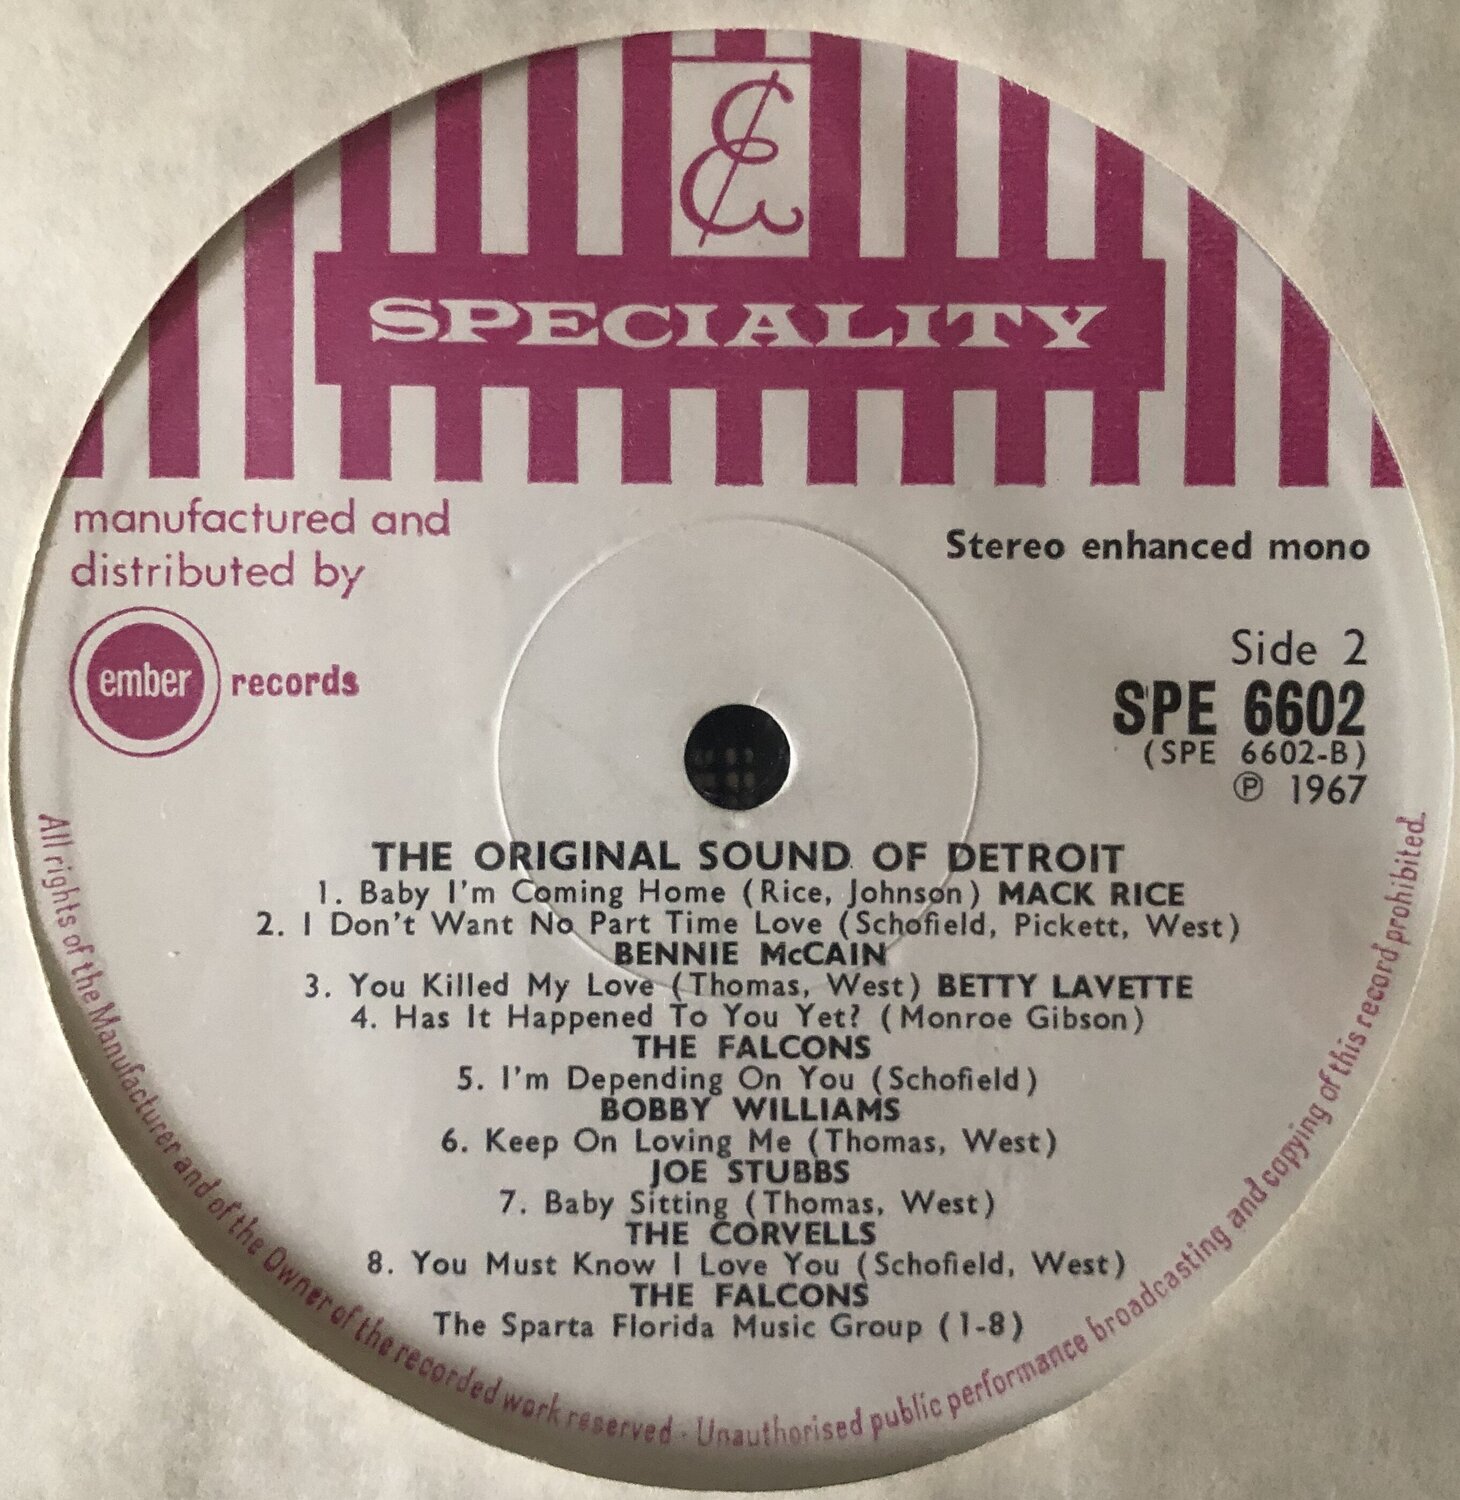 SPECIALITY
manufactured and
distributed by
ember records
Stereo enhanced mono
Side 2
SPE 6602
(SPE 6602-B)
℗ 1967
THE ORIGINAL SOUND OF DETROIT
1. Baby I'm Coming Home (Rice, Johnson) MACK RICE
2. I Don't Want No Part Time Love (Schofield, Pickett, West)
BENNIE McCAIN
3. You Killed My Love (Thomas, West) BETTY LAVETTE
4. Has It Happened To You Yet? (Monroe Gibson)
THE FALCONS
5. I'm Depending On You (Schofield)
BOBBY WILLIAMS
6. Keep On Loving Me (Thomas, West)
JOE STUBBS
7. Baby Sitting (Thomas, West)
THE CORVELLS
8. You Must Know I Love You (Schofield, West)
THE FALCONS
The Sparta Florida Music Group (1-8)
All rights of the Manufacturer and of the Owner of the recorded work reserved · Unauthorised public performance broadcasting and copying of this record prohibited.